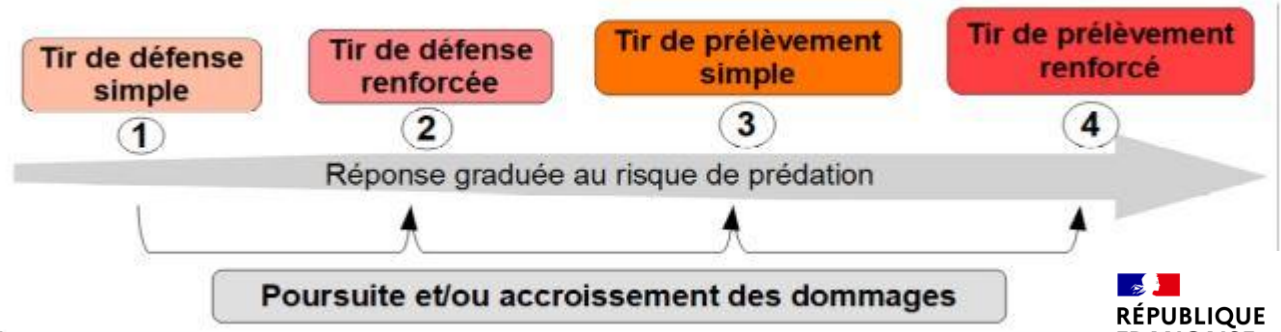 Tir de défense
simple
Tir de défense
renforcée
Tir de prélèvement
simple
Tir de prélèvement
renforcé
1
2
3
4
Réponse graduée au risque de prédation
Poursuite et/ou accroissement des dommages
RÉPUBLIQUE